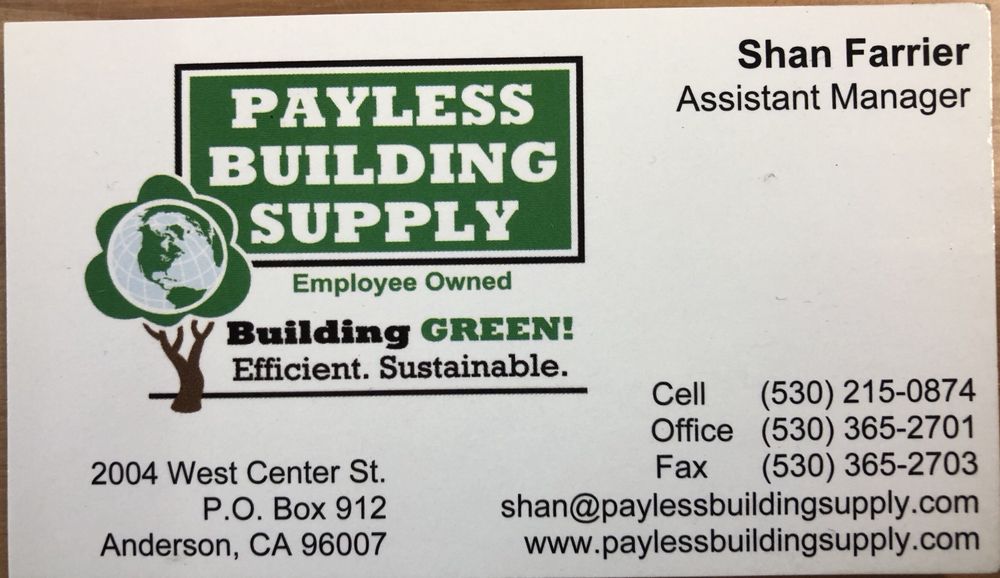 Shan Farrier
Assistant Manager
PAYLESS
BUILDING
SUPPLY
Employee Owned
Building GREEN!
Efficient. Sustainable.
2004 West Center St.
P.O. Box 912
Anderson, CA 96007
Cell (530) 215-0874
Office (530) 365-2701
Fax (530) 365-2703
shan@paylessbuildingsupply.com
www.paylessbuildingsupply.com